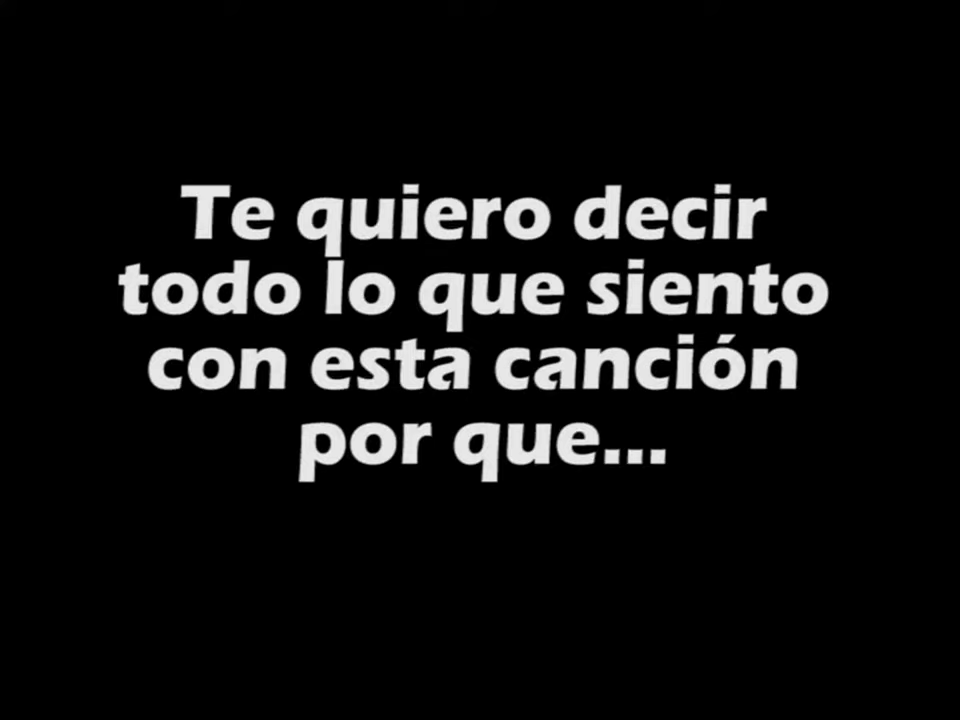 Te quiero decir
todo lo que siento
con esta canción
por que...